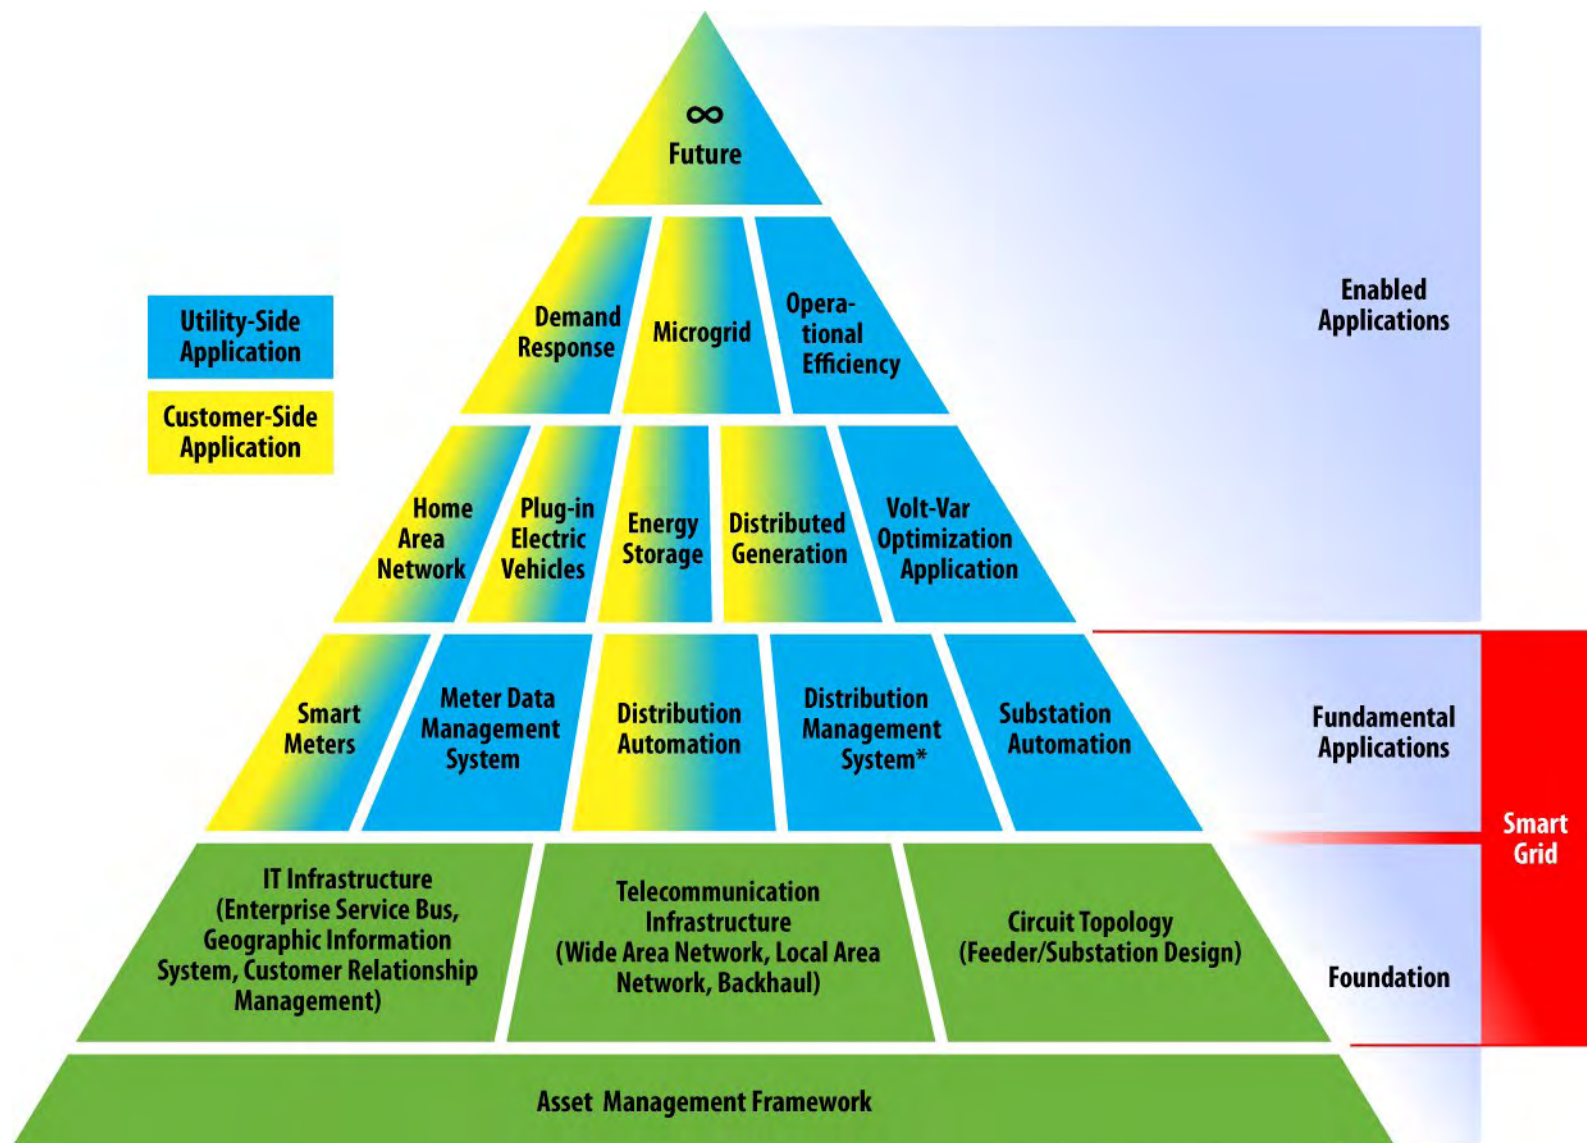 ∞
Future
Utility-Side
Application
Customer-Side
Application
Demand
Response
Microgrid
Opera-
tional
Efficiency
Enabled
Applications
Home
Area
Network
Plug-in
Electric
Vehicles
Energy
Storage
Distributed
Generation
Volt-Var
Optimization
Application
Smart
Meters
Meter Data
Management
System
Distribution
Automation
Distribution
Management
System*
Substation
Automation
Fundamental
Applications
Smart
Grid
IT Infrastructure
(Enterprise Service Bus,
Geographic Information
System, Customer Relationship
Management)
Telecommunication
Infrastructure
(Wide Area Network, Local Area
Network, Backhaul)
Circuit Topology
(Feeder/Substation Design)
Foundation
Asset Management Framework